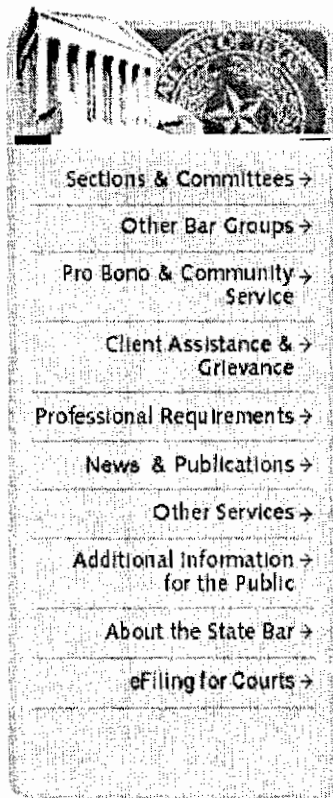 Sections & Committees →
Other Bar Groups →
Pro Bono & Community →
Service
Client Assistance & →
Grievance
Professional Requirements →
News & Publications →
Other Services →
Additional Information →
for the Public
About the State Bar →
eFiling for Courts →